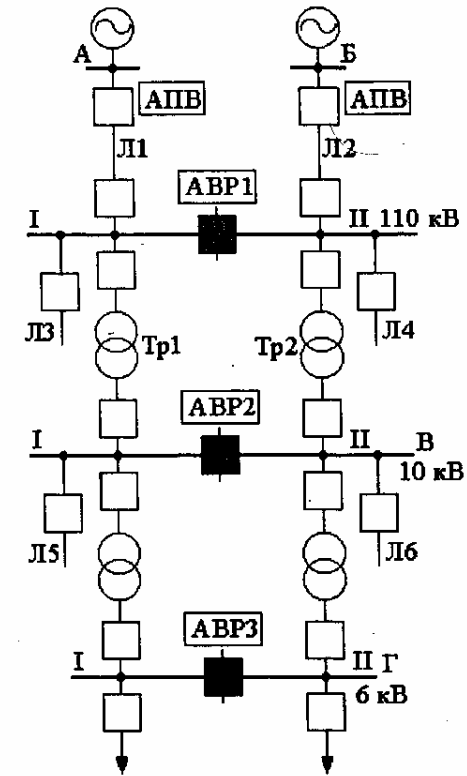 А Б
АПВ АПВ
Л1 Л2
АВР1
I II 110 кВ
Л3 Л4
Тр1 Тр2
АВР2
I II В
10 кВ
Л5 Л6
АВР3
I II Г
6 кВ